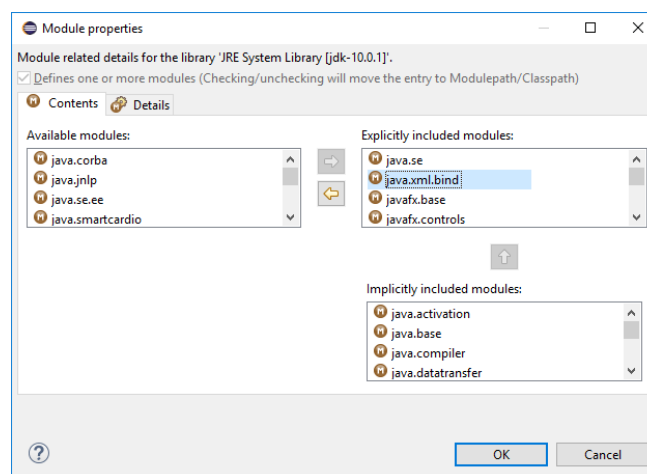 Module properties
Module related details for the library 'JRE System Library [jdk-10.0.1]'.
Defines one or more modules (Checking/unchecking will move the entry to Modulepath/Classpath)
Contents
Details
Available modules:
java.corba
java.jnlp
java.se.ee
java.smartcardio
Explicitly included modules:
java.se
java.xml.bind
javafx.base
javafx.controls
Implicitly included modules:
java.activation
java.base
java.compiler
java.datatransfer
OK
Cancel